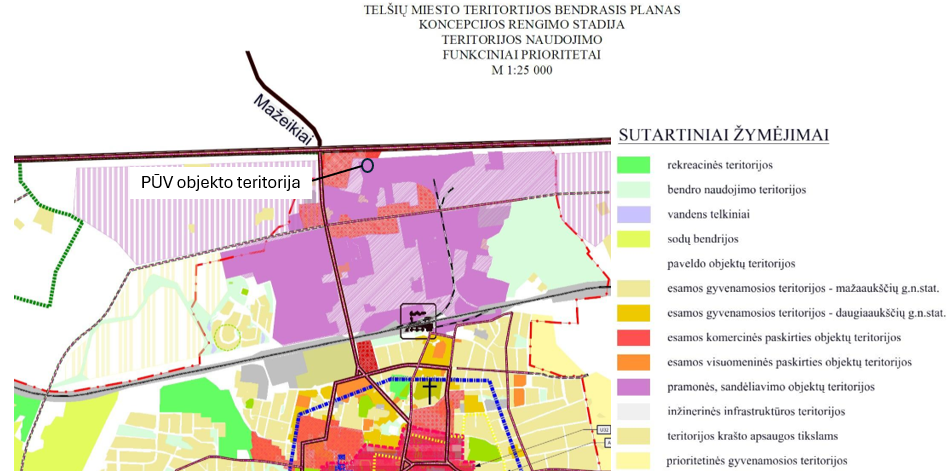 TELŠIŲ MIESTO TERITORTIJOS BENDRASIS PLANAS
KONCEPCIJOS RENGIMO STADIJA
TERITORIJOS NAUDOJIMO
FUNKCINIAI PRIORITETAI
M 1:25 000
Mažeikiai
PŪV objekto teritorija
SUTARTINIAI ŽYMĖJIMAI
rekreacinės teritorijos
bendro naudojimo teritorijos
vandens telkiniai
sodų bendrijos
paveldo objektų teritorijos
esamos gyvenamosios teritorijos - mažaaukščių g.n.stat.
esamos gyvenamosios teritorijos - daugiaaukščių g.n.stat.
esamos komercinės paskirties objektų teritorijos
esamos visuomeninės paskirties objektų teritorijos
pramonės, sandėliavimo objektų teritorijos
inžinerinės infrastruktūros teritorijos
teritorijos krašto apsaugos tikslams
prioritetinės gyvenamosios teritorijos